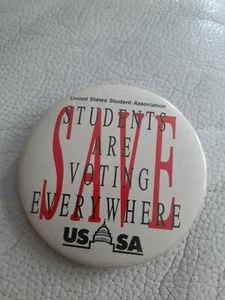 United States Student Association
STUDENTS
ARE
VOTING
EVERYWHERE
SAVE
USSA